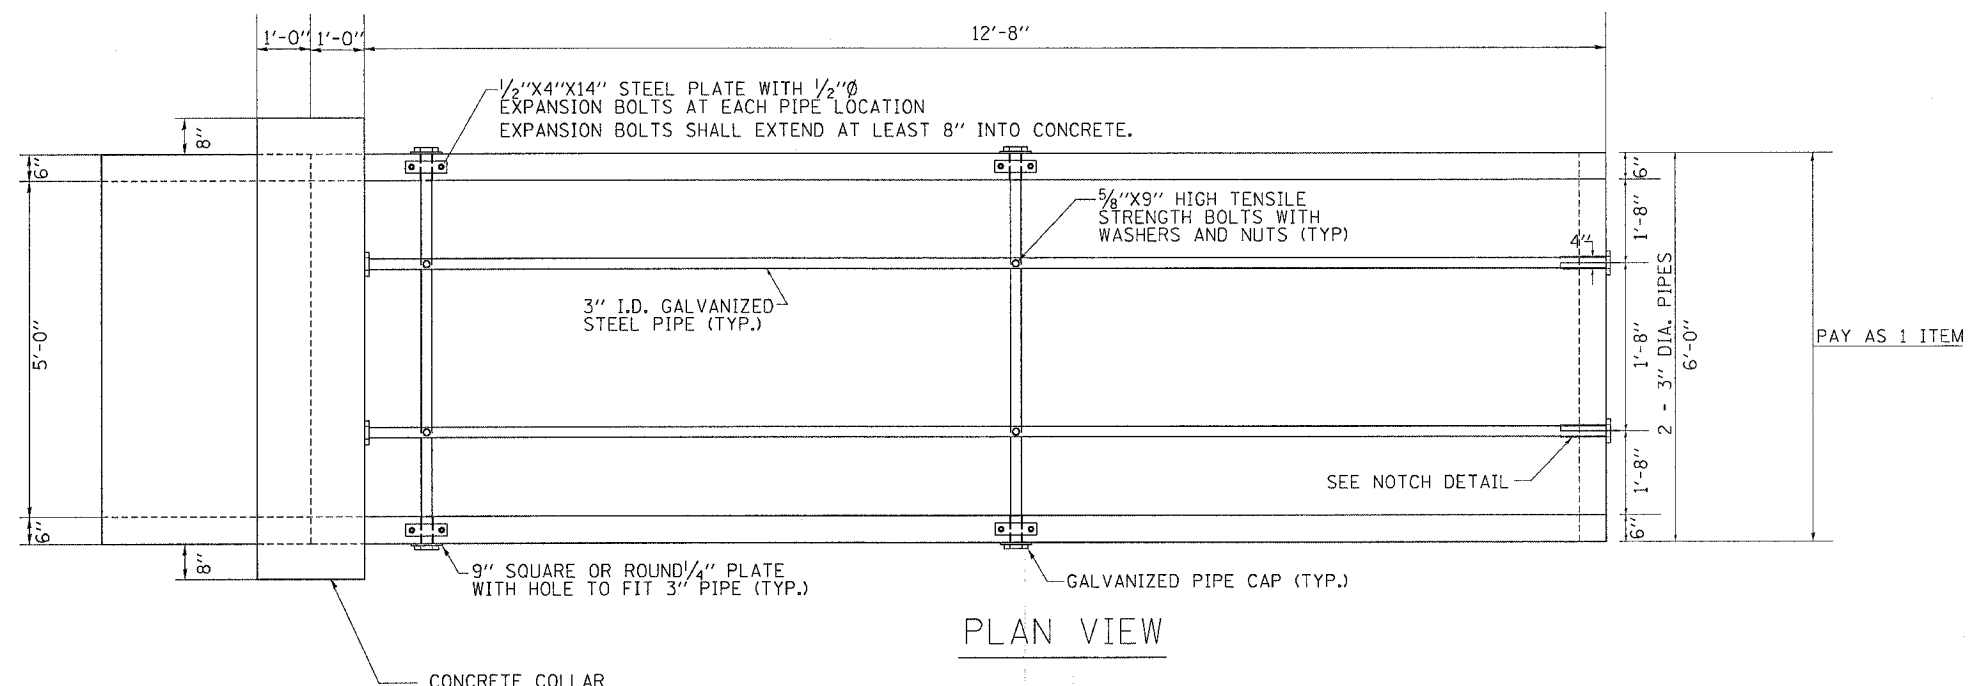 1'-0" 1'-0"
12'-8"
1/2"X4"X14" STEEL PLATE WITH 1/2"Ø
EXPANSION BOLTS AT EACH PIPE LOCATION
EXPANSION BOLTS SHALL EXTEND AT LEAST 8" INTO CONCRETE.
8"
6"
5'-0"
6"
8"
5/8"X9" HIGH TENSILE
STRENGTH BOLTS WITH
WASHERS AND NUTS (TYP)
3" I.D. GALVANIZED
STEEL PIPE (TYP.)
4"
6"
1'-8"
1'-8"
1'-8"
6"
2 - 3" DIA. PIPES
6'-0"
PAY AS 1 ITEM
SEE NOTCH DETAIL
9" SQUARE OR ROUND 1/4" PLATE
WITH HOLE TO FIT 3" PIPE (TYP.)
GALVANIZED PIPE CAP (TYP.)
PLAN VIEW
CONCRETE COLLAR